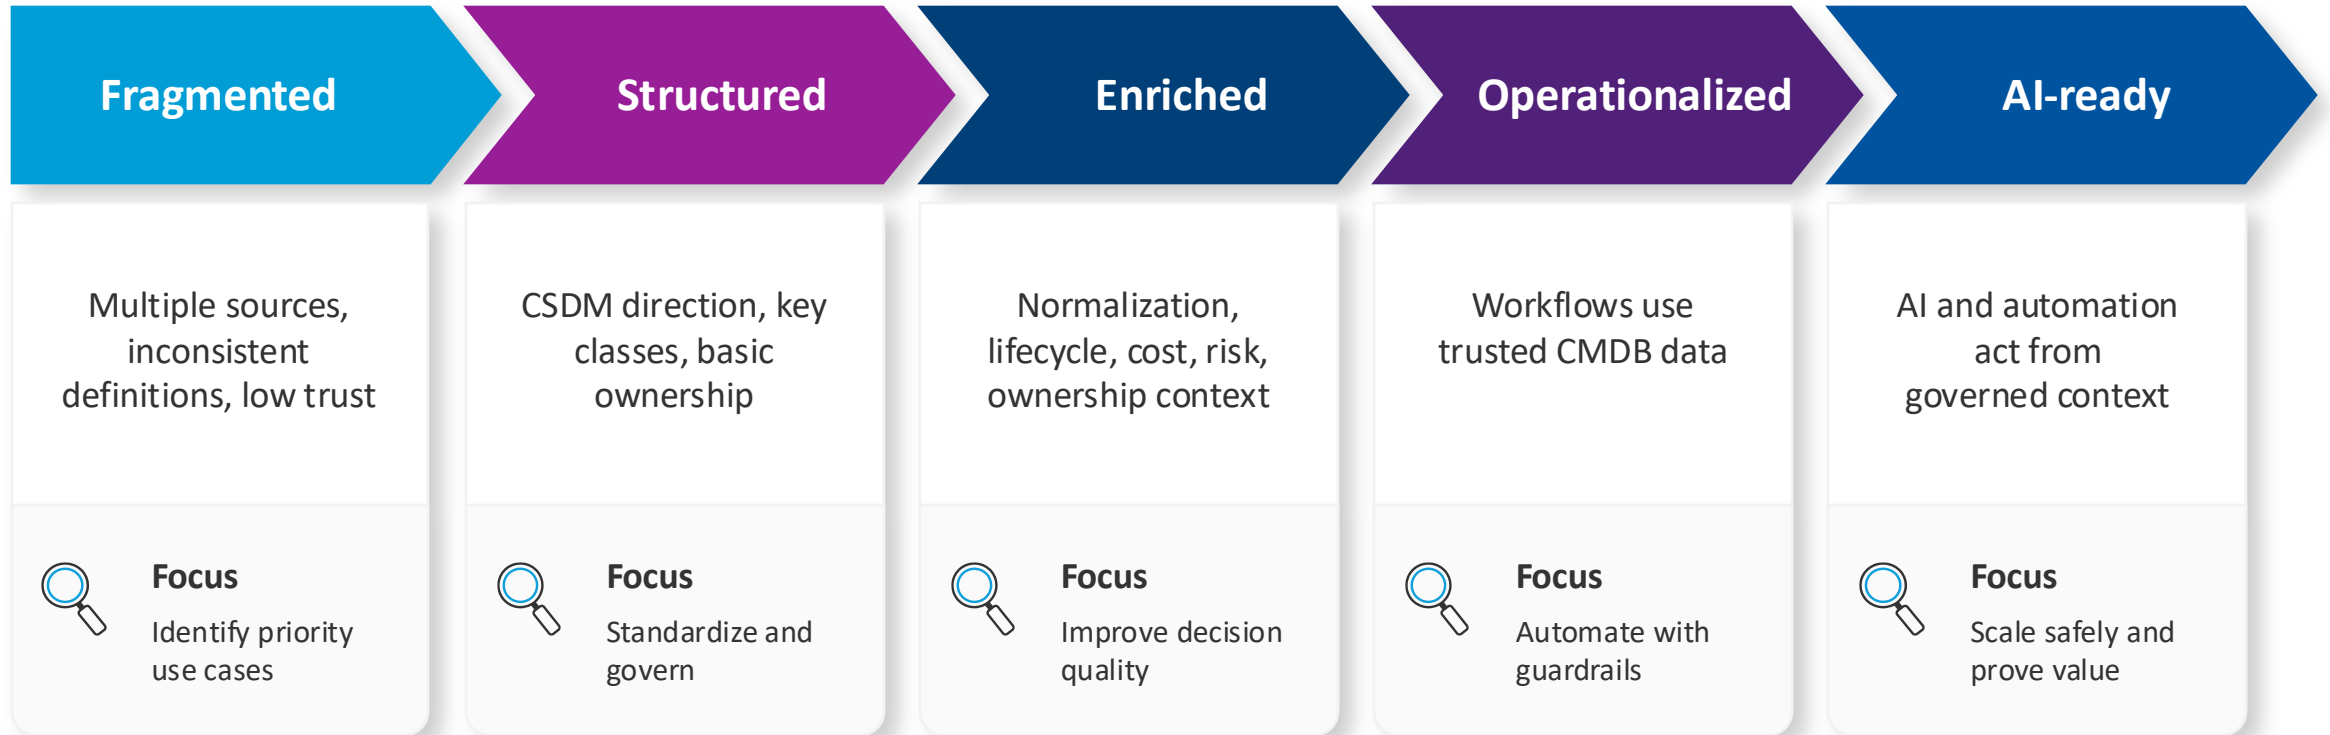 Fragmented
Structured
Enriched
Operationalized
AI-ready
Multiple sources,
inconsistent
definitions, low trust
CSDM direction, key
classes, basic
ownership
Normalization,
lifecycle, cost, risk,
ownership context
Workflows use
trusted CMDB data
AI and automation
act from
governed context
Focus
Identify priority
use cases
Focus
Standardize and
govern
Focus
Improve decision
quality
Focus
Automate with
guardrails
Focus
Scale safely and
prove value